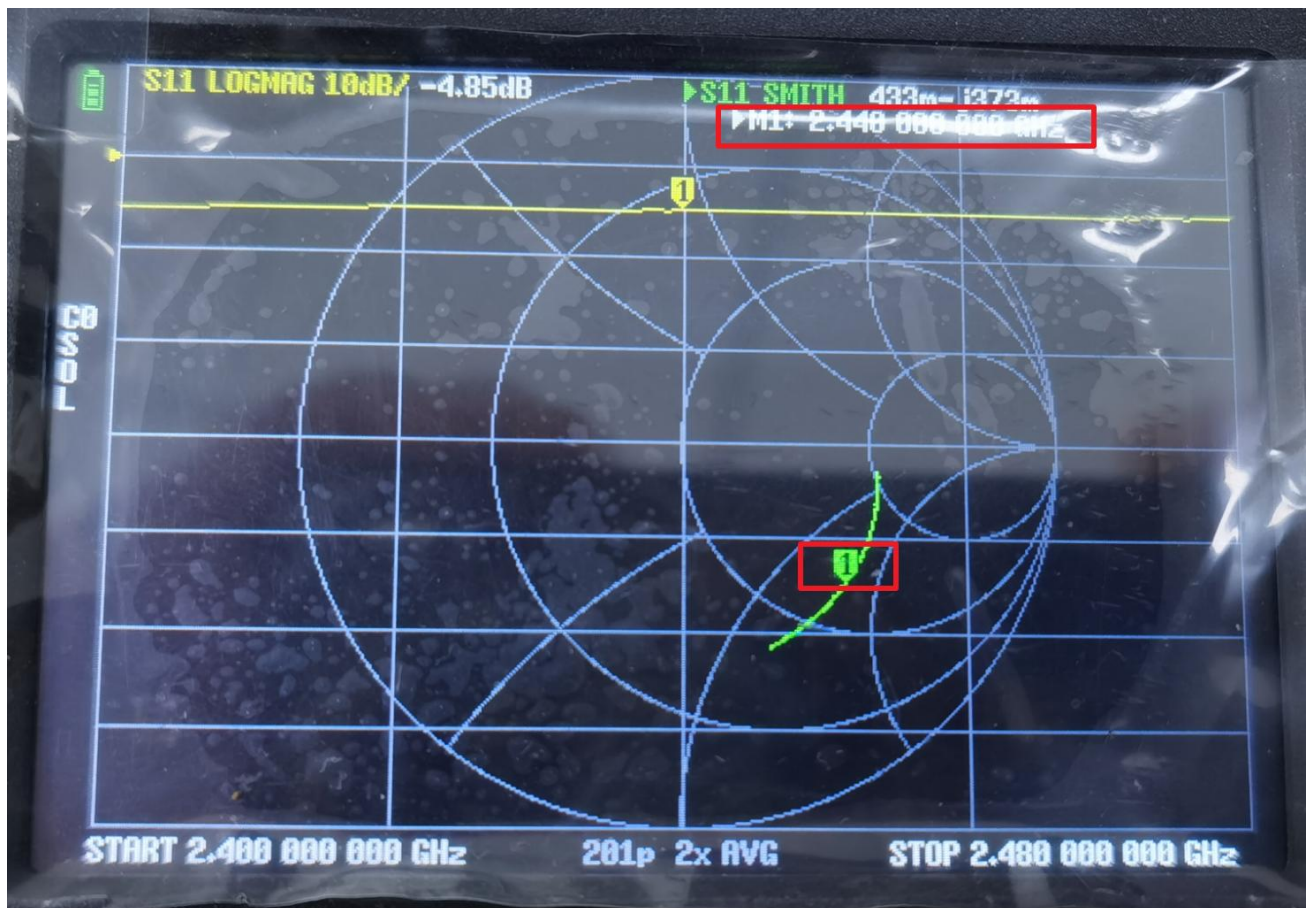 S11 LOGMAG 10dB/ -4.85dB
S11 SMITH 433m- j373m
M1: 2.440 000 000 GHz
1
C0
S
O
L
1
START 2.400 000 000 GHz
201p 2x AVG
STOP 2.480 000 000 GHz